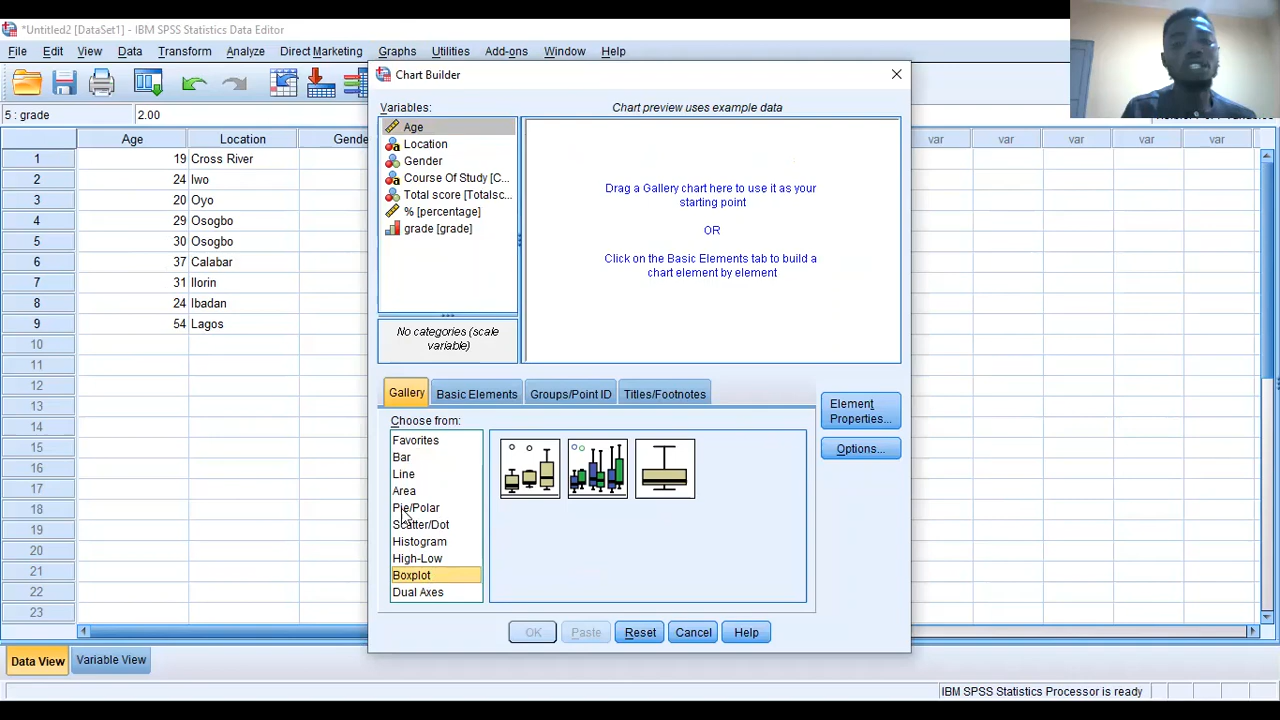 *Untitled2 [DataSet1] - IBM SPSS Statistics Data Editor
File Edit View Data Transform Analyze Direct Marketing Graphs Utilities Add-ons Window Help
5 : grade 2.00
Age Location var var var var
1 19 Cross River
2 24 Iwo
3 20 Oyo
4 29 Osogbo
5 30 Osogbo
6 37 Calabar
7 31 Ilorin
8 24 Ibadan
9 54 Lagos
10
11
12
13
14
15
16
17
18
19
20
21
22
23
Chart Builder
Variables:
Chart preview uses example data
Age
Location
Gender
Course Of Study [C...
Total score [Totalsc...
% [percentage]
grade [grade]
No categories (scale
variable)
Drag a Gallery chart here to use it as your
starting point
OR
Click on the Basic Elements tab to build a
chart element by element
Gallery Basic Elements Groups/Point ID Titles/Footnotes
Element
Properties...
Options...
Choose from:
Favorites
Bar
Line
Area
Pie/Polar
Scatter/Dot
Histogram
High-Low
Boxplot
Dual Axes
OK Paste Reset Cancel Help
Data View Variable View
IBM SPSS Statistics Processor is ready